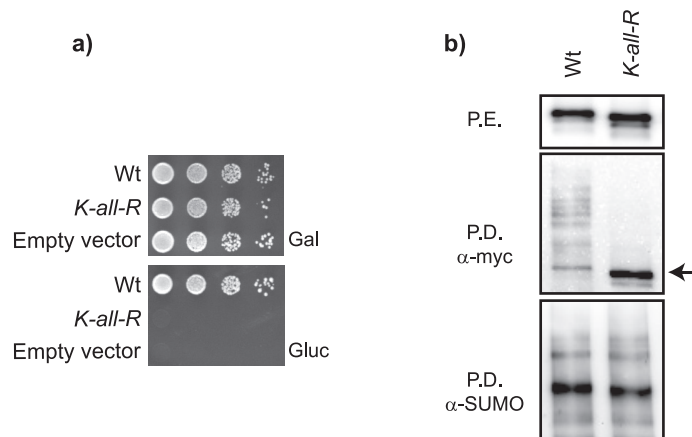 a)
Wt
K-all-R
Empty vector
Gal
Wt
K-all-R
Empty vector
Gluc
b)
Wt
K-all-R
P.E.
P.D.
α-myc
P.D.
α-SUMO